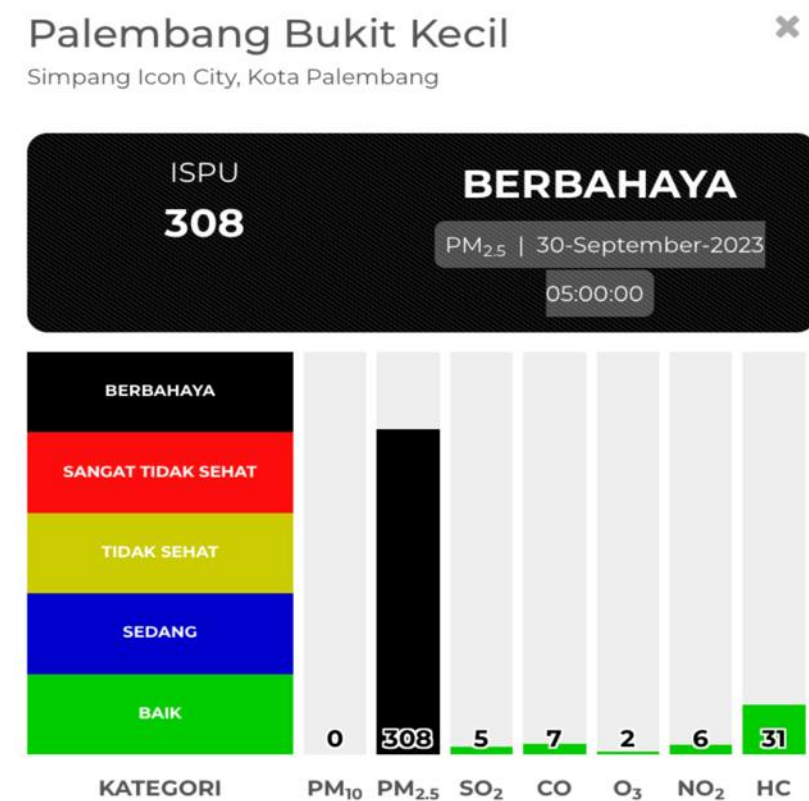 Palembang Bukit Kecil
Simpang Icon City, Kota Palembang
ISPU
308
BERBAHAYA
PM₂.₅ | 30-September-2023
05:00:00
BERBAHAYA
SANGAT TIDAK SEHAT
TIDAK SEHAT
SEDANG
BAIK
0 308 5 7 2 6 31
KATEGORI PM₁₀ PM₂.₅ SO₂ CO O₃ NO₂ HC